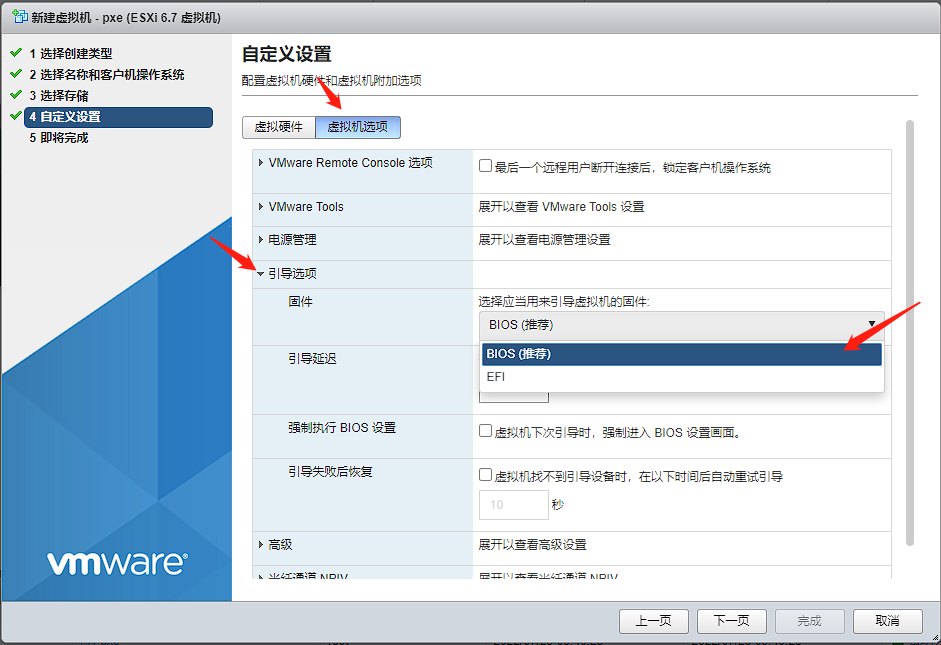 新建虚拟机 - pxe (ESXi 6.7 虚拟机)
1 选择创建类型
2 选择名称和客户机操作系统
3 选择存储
4 自定义设置
5 即将完成
vmware®
自定义设置
配置虚拟机硬件和虚拟机附加选项
虚拟硬件 虚拟机选项
VMware Remote Console 选项 最后一个远程用户断开连接后，锁定客户机操作系统
VMware Tools 展开以查看 VMware Tools 设置
电源管理 展开以查看电源管理设置
引导选项
固件 选择应当用来引导虚拟机的固件:
BIOS (推荐)
BIOS (推荐)
引导延迟
EFI
强制执行 BIOS 设置 虚拟机下次引导时，强制进入 BIOS 设置画面。
引导失败后恢复 虚拟机找不到引导设备时，在以下时间后自动重试引导
10 秒
高级 展开以查看高级设置
光纤通道 NPIV 展开以查看光纤通道 NPIV
上一页 下一页 完成 取消